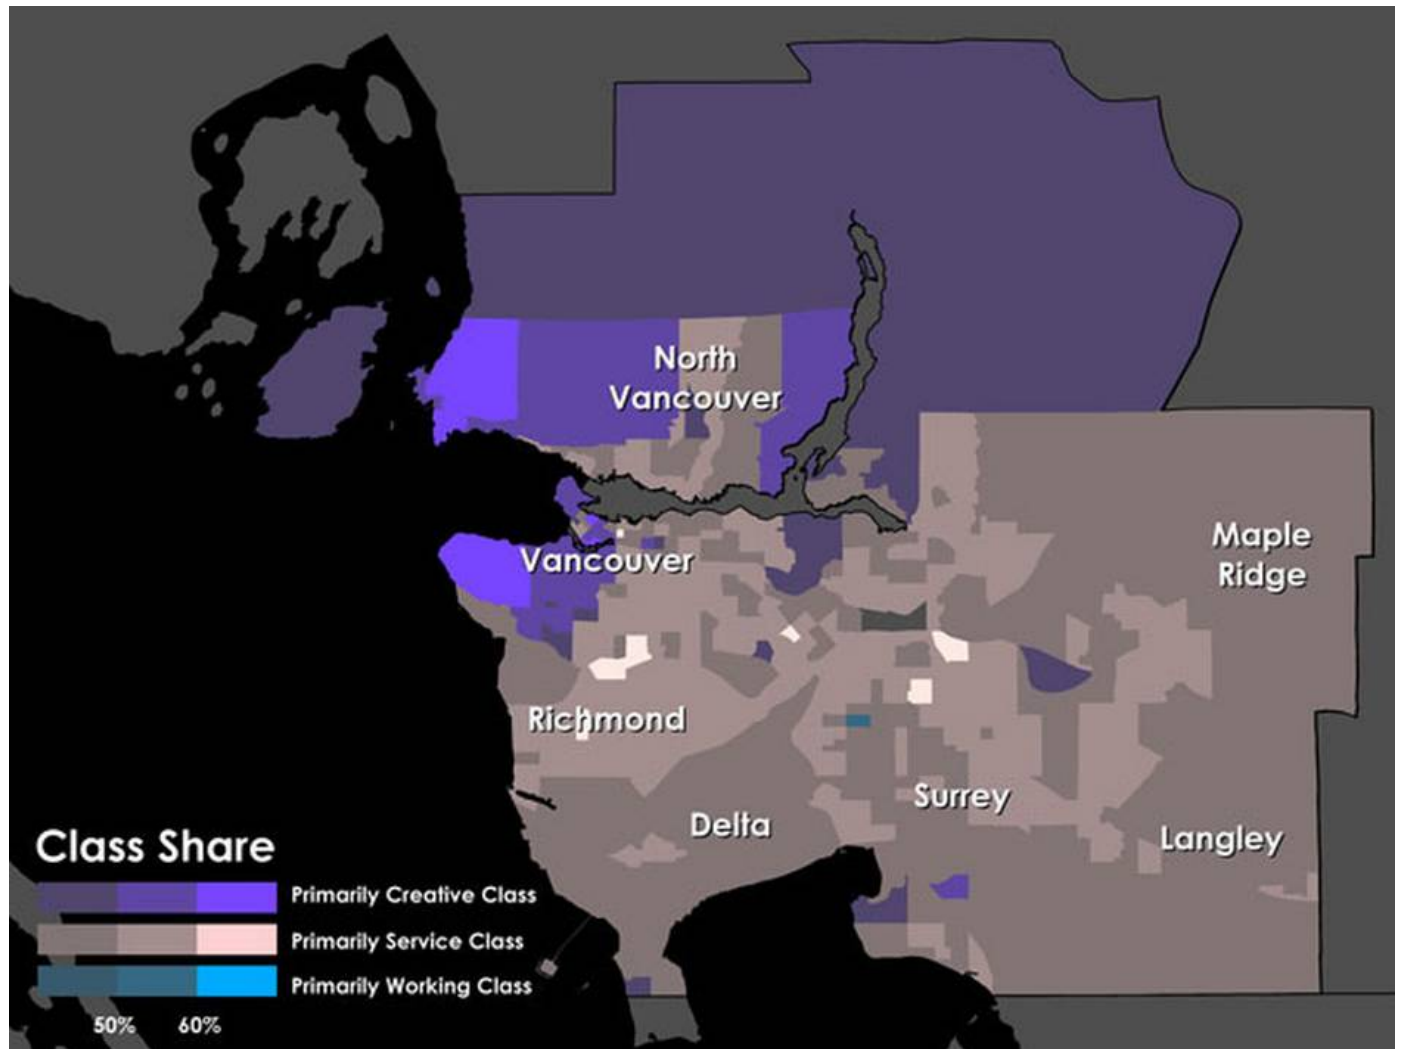 North
Vancouver
Maple
Ridge
Vancouver
Richmond
Surrey
Delta
Langley
Class Share
Primarily Creative Class
Primarily Service Class
Primarily Working Class
50% 60%